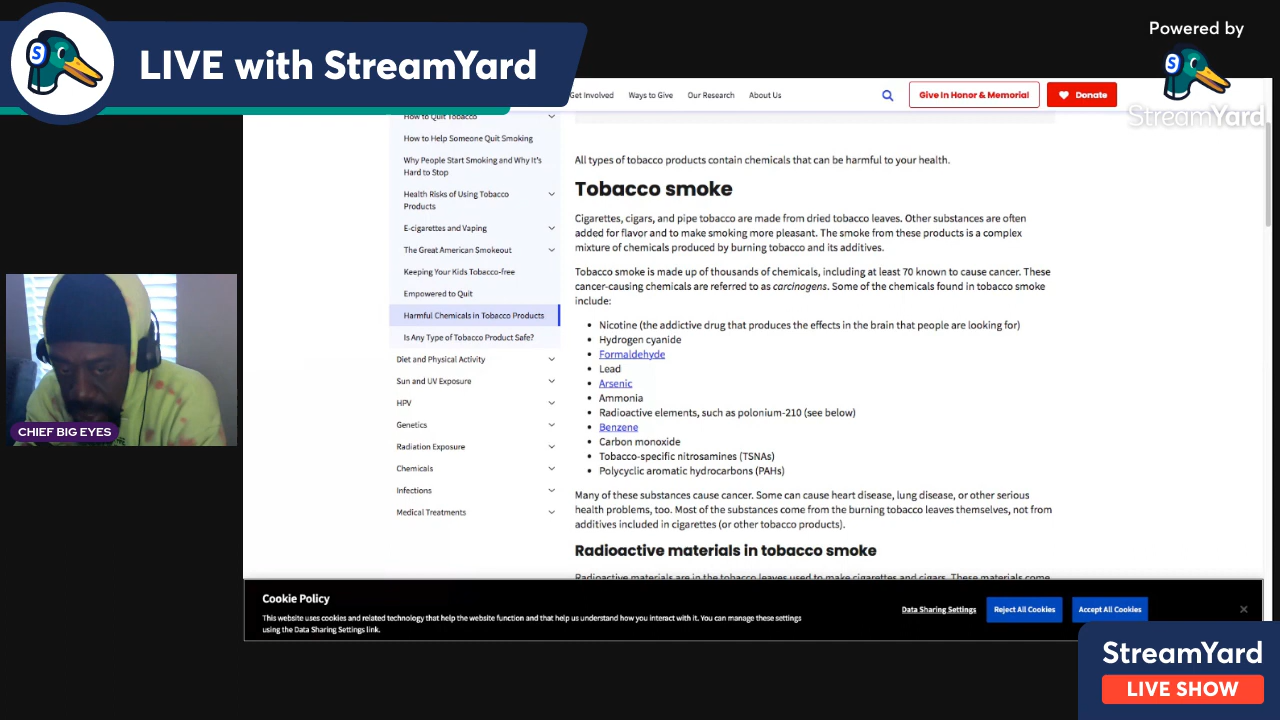 S
LIVE with StreamYard
Powered by
S
StreamYard
Get Involved
Ways to Give
Our Research
About Us
Give In Honor & Memorial
Donate
How to Quit Tobacco
How to Help Someone Quit Smoking
Why People Start Smoking and Why It's
Hard to Stop
Health Risks of Using Tobacco
Products
E-cigarettes and Vaping
The Great American Smokeout
Keeping Your Kids Tobacco-free
Empowered to Quit
Harmful Chemicals in Tobacco Products
Is Any Type of Tobacco Product Safe?
Diet and Physical Activity
Sun and UV Exposure
HPV
Genetics
Radiation Exposure
Chemicals
Infections
Medical Treatments
All types of tobacco products contain chemicals that can be harmful to your health.
Tobacco smoke
Cigarettes, cigars, and pipe tobacco are made from dried tobacco leaves. Other substances are often
added for flavor and to make smoking more pleasant. The smoke from these products is a complex
mixture of chemicals produced by burning tobacco and its additives.
Tobacco smoke is made up of thousands of chemicals, including at least 70 known to cause cancer. These
cancer-causing chemicals are referred to as carcinogens. Some of the chemicals found in tobacco smoke
include:
• Nicotine (the addictive drug that produces the effects in the brain that people are looking for)
• Hydrogen cyanide
• Formaldehyde
• Lead
• Arsenic
• Ammonia
• Radioactive elements, such as polonium-210 (see below)
• Benzene
• Carbon monoxide
• Tobacco-specific nitrosamines (TSNAs)
• Polycyclic aromatic hydrocarbons (PAHs)
Many of these substances cause cancer. Some can cause heart disease, lung disease, or other serious
health problems, too. Most of the substances come from the burning tobacco leaves themselves, not from
additives included in cigarettes (or other tobacco products).
Radioactive materials in tobacco smoke
Radioactive materials are in the tobacco leaves used to make cigarettes and cigars. These materials come
CHIEF BIG EYES
Cookie Policy
This website uses cookies and related technology that help the website function and that help us understand how you interact with it. You can manage these settings
using the Data Sharing Settings link.
Data Sharing Settings
Reject All Cookies
Accept All Cookies
StreamYard
LIVE SHOW